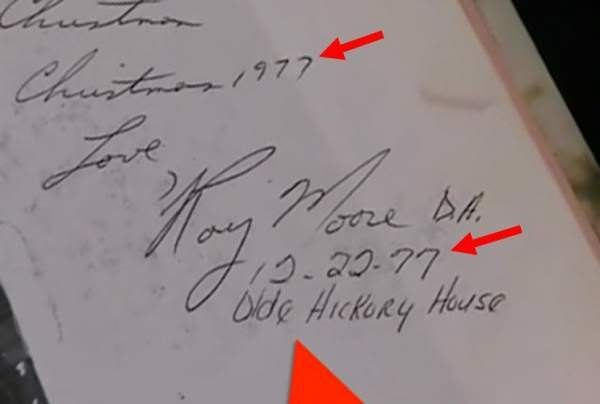 Christmas
Christmas, 1977
Love,
Roy Moore D.A.
12-22-77
Olde Hickory House